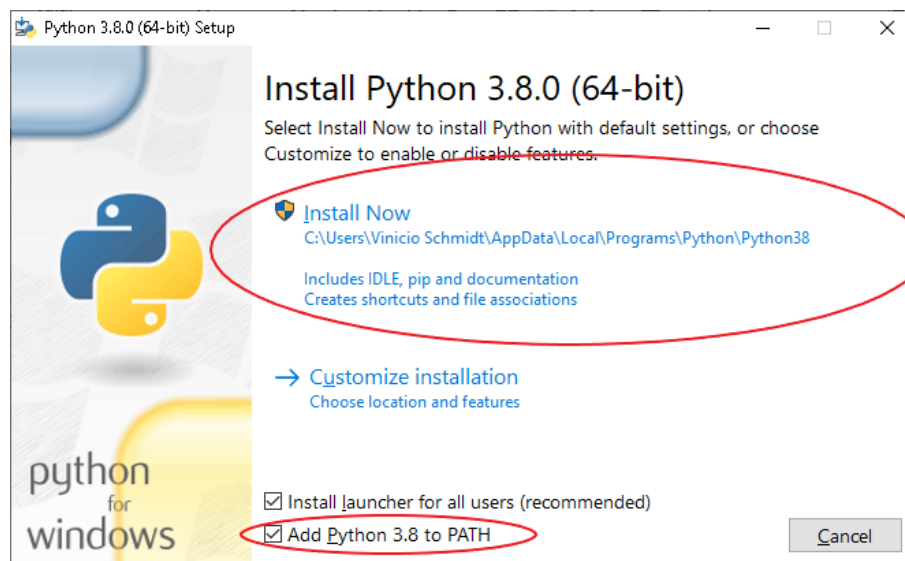 Python 3.8.0 (64-bit) Setup
Install Python 3.8.0 (64-bit)
Select Install Now to install Python with default settings, or choose
Customize to enable or disable features.
Install Now
C:\Users\Vinicio Schmidt\AppData\Local\Programs\Python\Python38
Includes IDLE, pip and documentation
Creates shortcuts and file associations
Customize installation
Choose location and features
Install launcher for all users (recommended)
Add Python 3.8 to PATH
Cancel
python
for
windows